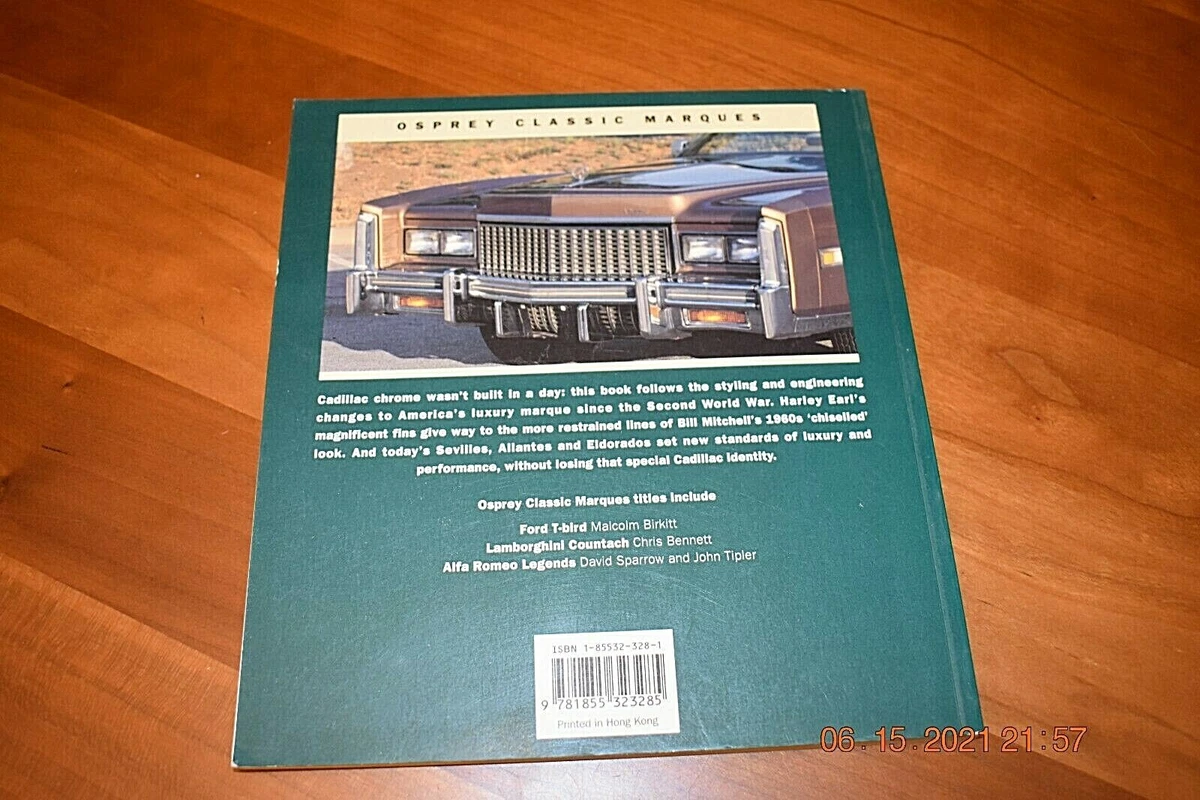 OSPREY CLASSIC MARQUES
Cadillac chrome wasn't built in a day: this book follows the styling and engineering
changes to America's luxury marque since the Second World War. Harley Earl's
magnificent fins give way to the more restrained lines of Bill Mitchell's 1960s 'chiselled'
look. And today's Sevilles, Allantes and Eldorados set new standards of luxury and
performance, without losing that special Cadillac identity.
Osprey Classic Marques titles include
Ford T-bird Malcolm Birkitt
Lamborghini Countach Chris Bennett
Alfa Romeo Legends David Sparrow and John Tipler
ISBN 1-85532-328-1
9 781855 323285
Printed in Hong Kong
06.15.2021 21:57